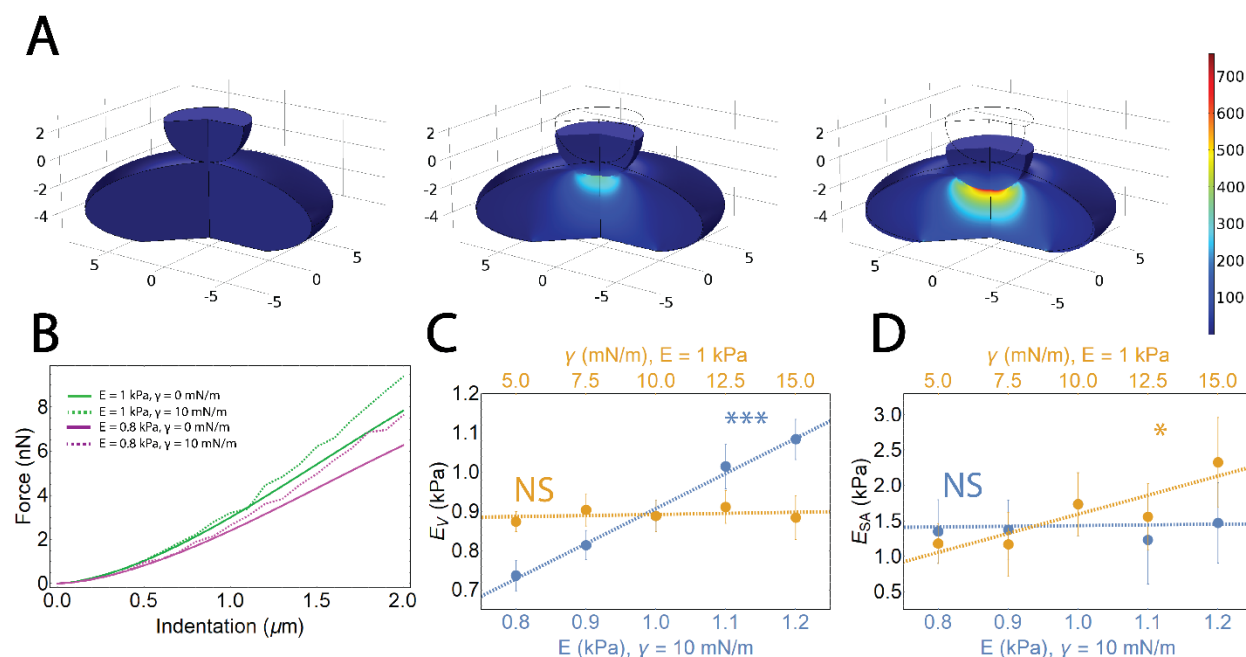 A
2
0
-2
-4
5
0
-5
-5
0
5
2
0
-2
-4
5
0
-5
-5
0
5
2
0
-2
-4
5
0
-5
-5
0
5
700
600
500
400
300
200
100
B
E = 1 kPa, γ = 0 mN/m
E = 1 kPa, γ = 10 mN/m
E = 0.8 kPa, γ = 0 mN/m
E = 0.8 kPa, γ = 10 mN/m
Force (nN)
8
6
4
2
0
0.0 0.5 1.0 1.5 2.0
Indentation (μm)
C
γ (mN/m), E = 1 kPa
5.0 7.5 10.0 12.5 15.0
E_V (kPa)
1.2
1.1
1.0
0.9
0.8
0.7
***
NS
0.8 0.9 1.0 1.1 1.2
E (kPa), γ = 10 mN/m
D
γ (mN/m), E = 1 kPa
5.0 7.5 10.0 12.5 15.0
E_SA (kPa)
3.0
2.5
2.0
1.5
1.0
0.5
*
NS
0.8 0.9 1.0 1.1 1.2
E (kPa), γ = 10 mN/m